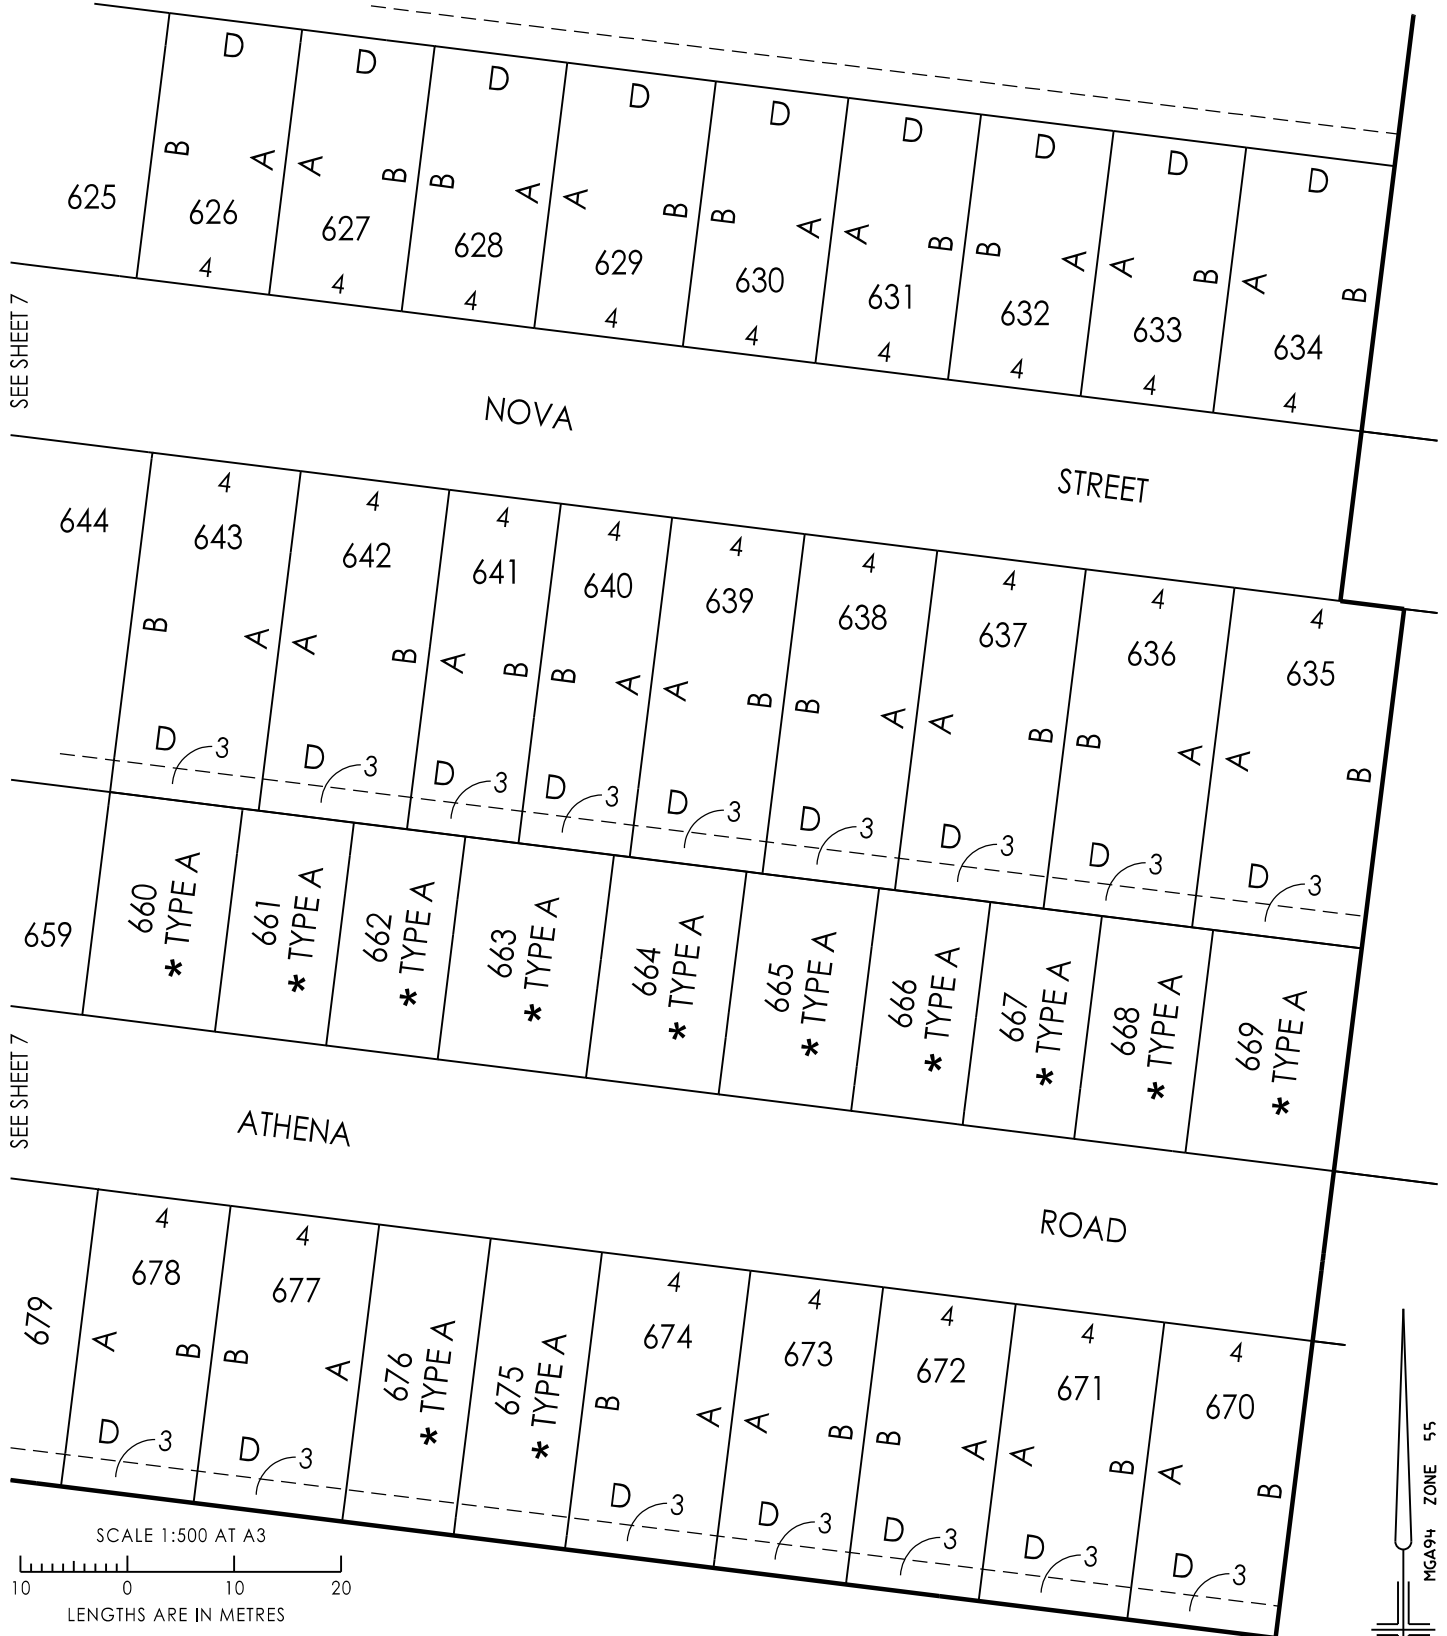 D D D D D D D D D
B A A B B A A B B A A B B A A B A B
625 626 627 628 629 630 631 632 633 634
4 4 4 4 4 4 4 4 4
SEE SHEET 7
NOVA STREET
4 4 4 4 4 4 4 4 4
644 643 642 641 640 639 638 637 636 635
B A A B A B B A A B B A A B B A A B
D 3 D 3 D 3 D 3 D 3 D 3 D 3 D 3 D 3
659
660
* TYPE A
661
* TYPE A
662
* TYPE A
663
* TYPE A
664
* TYPE A
665
* TYPE A
666
* TYPE A
667
* TYPE A
668
* TYPE A
669
* TYPE A
SEE SHEET 7
ATHENA ROAD
4 4 4 4 4 4 4
679 678 677
676
* TYPE A
675
* TYPE A
674 673 672 671 670
A B B A B A A B B A A B A B
D 3 D 3 D 3 D 3 D 3 D 3 D 3
SCALE 1:500 AT A3
10 0 10 20
LENGTHS ARE IN METRES
MGA94 ZONE 55